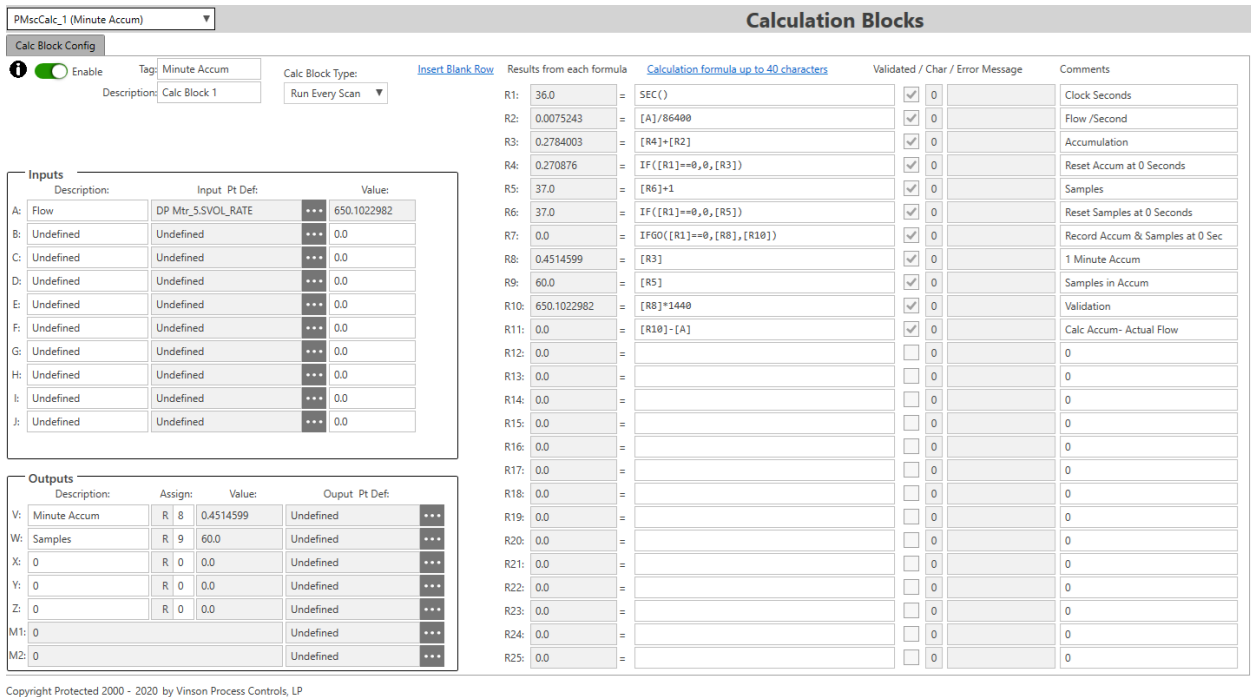 PMscCalc_1 (Minute Accum) ▼
Calculation Blocks
Calc Block Config
Enable
Tag: Minute Accum
Description: Calc Block 1
Calc Block Type:
Run Every Scan ▼
Insert Blank Row
Results from each formula
Calculation formula up to 40 characters
Validated / Char / Error Message
Comments
R1: 36.0 = SEC() 0 Clock Seconds
R2: 0.0075243 = [A]/86400 0 Flow /Second
R3: 0.2784003 = [R4]+[R2] 0 Accumulation
R4: 0.270876 = IF([R1]==0,0,[R3]) 0 Reset Accum at 0 Seconds
R5: 37.0 = [R6]+1 0 Samples
R6: 37.0 = IF([R1]==0,0,[R5]) 0 Reset Samples at 0 Seconds
R7: 0.0 = IFGO([R1]==0,[R8],[R10]) 0 Record Accum & Samples at 0 Sec
R8: 0.4514599 = [R3] 0 1 Minute Accum
R9: 60.0 = [R5] 0 Samples in Accum
R10: 650.1022982 = [R8]*1440 0 Validation
R11: 0.0 = [R10]-[A] 0 Calc Accum- Actual Flow
R12: 0.0 = 0 0
R13: 0.0 = 0 0
R14: 0.0 = 0 0
R15: 0.0 = 0 0
R16: 0.0 = 0 0
R17: 0.0 = 0 0
R18: 0.0 = 0 0
R19: 0.0 = 0 0
R20: 0.0 = 0 0
R21: 0.0 = 0 0
R22: 0.0 = 0 0
R23: 0.0 = 0 0
R24: 0.0 = 0 0
R25: 0.0 = 0 0
Inputs
Description: Input Pt Def: Value:
A: Flow DP Mtr_5.SVOL_RATE ... 650.1022982
B: Undefined Undefined ... 0.0
C: Undefined Undefined ... 0.0
D: Undefined Undefined ... 0.0
E: Undefined Undefined ... 0.0
F: Undefined Undefined ... 0.0
G: Undefined Undefined ... 0.0
H: Undefined Undefined ... 0.0
I: Undefined Undefined ... 0.0
J: Undefined Undefined ... 0.0
Outputs
Description: Assign: Value: Ouput Pt Def:
V: Minute Accum R 8 0.4514599 Undefined ...
W: Samples R 9 60.0 Undefined ...
X: 0 R 0 0.0 Undefined ...
Y: 0 R 0 0.0 Undefined ...
Z: 0 R 0 0.0 Undefined ...
M1: 0 Undefined ...
M2: 0 Undefined ...
Copyright Protected 2000 - 2020 by Vinson Process Controls, LP